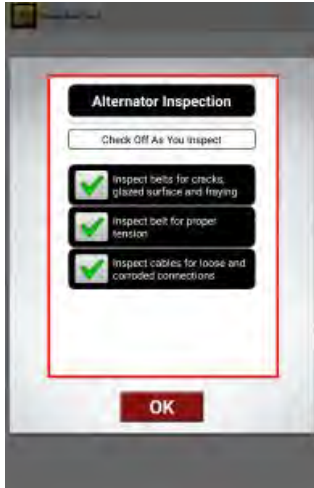 Alternator Inspection
Check Off As You Inspect
Inspect belts for cracks,
glazed surface and fraying
Inspect belt for proper
tension
Inspect cables for loose and
corroded connections
OK